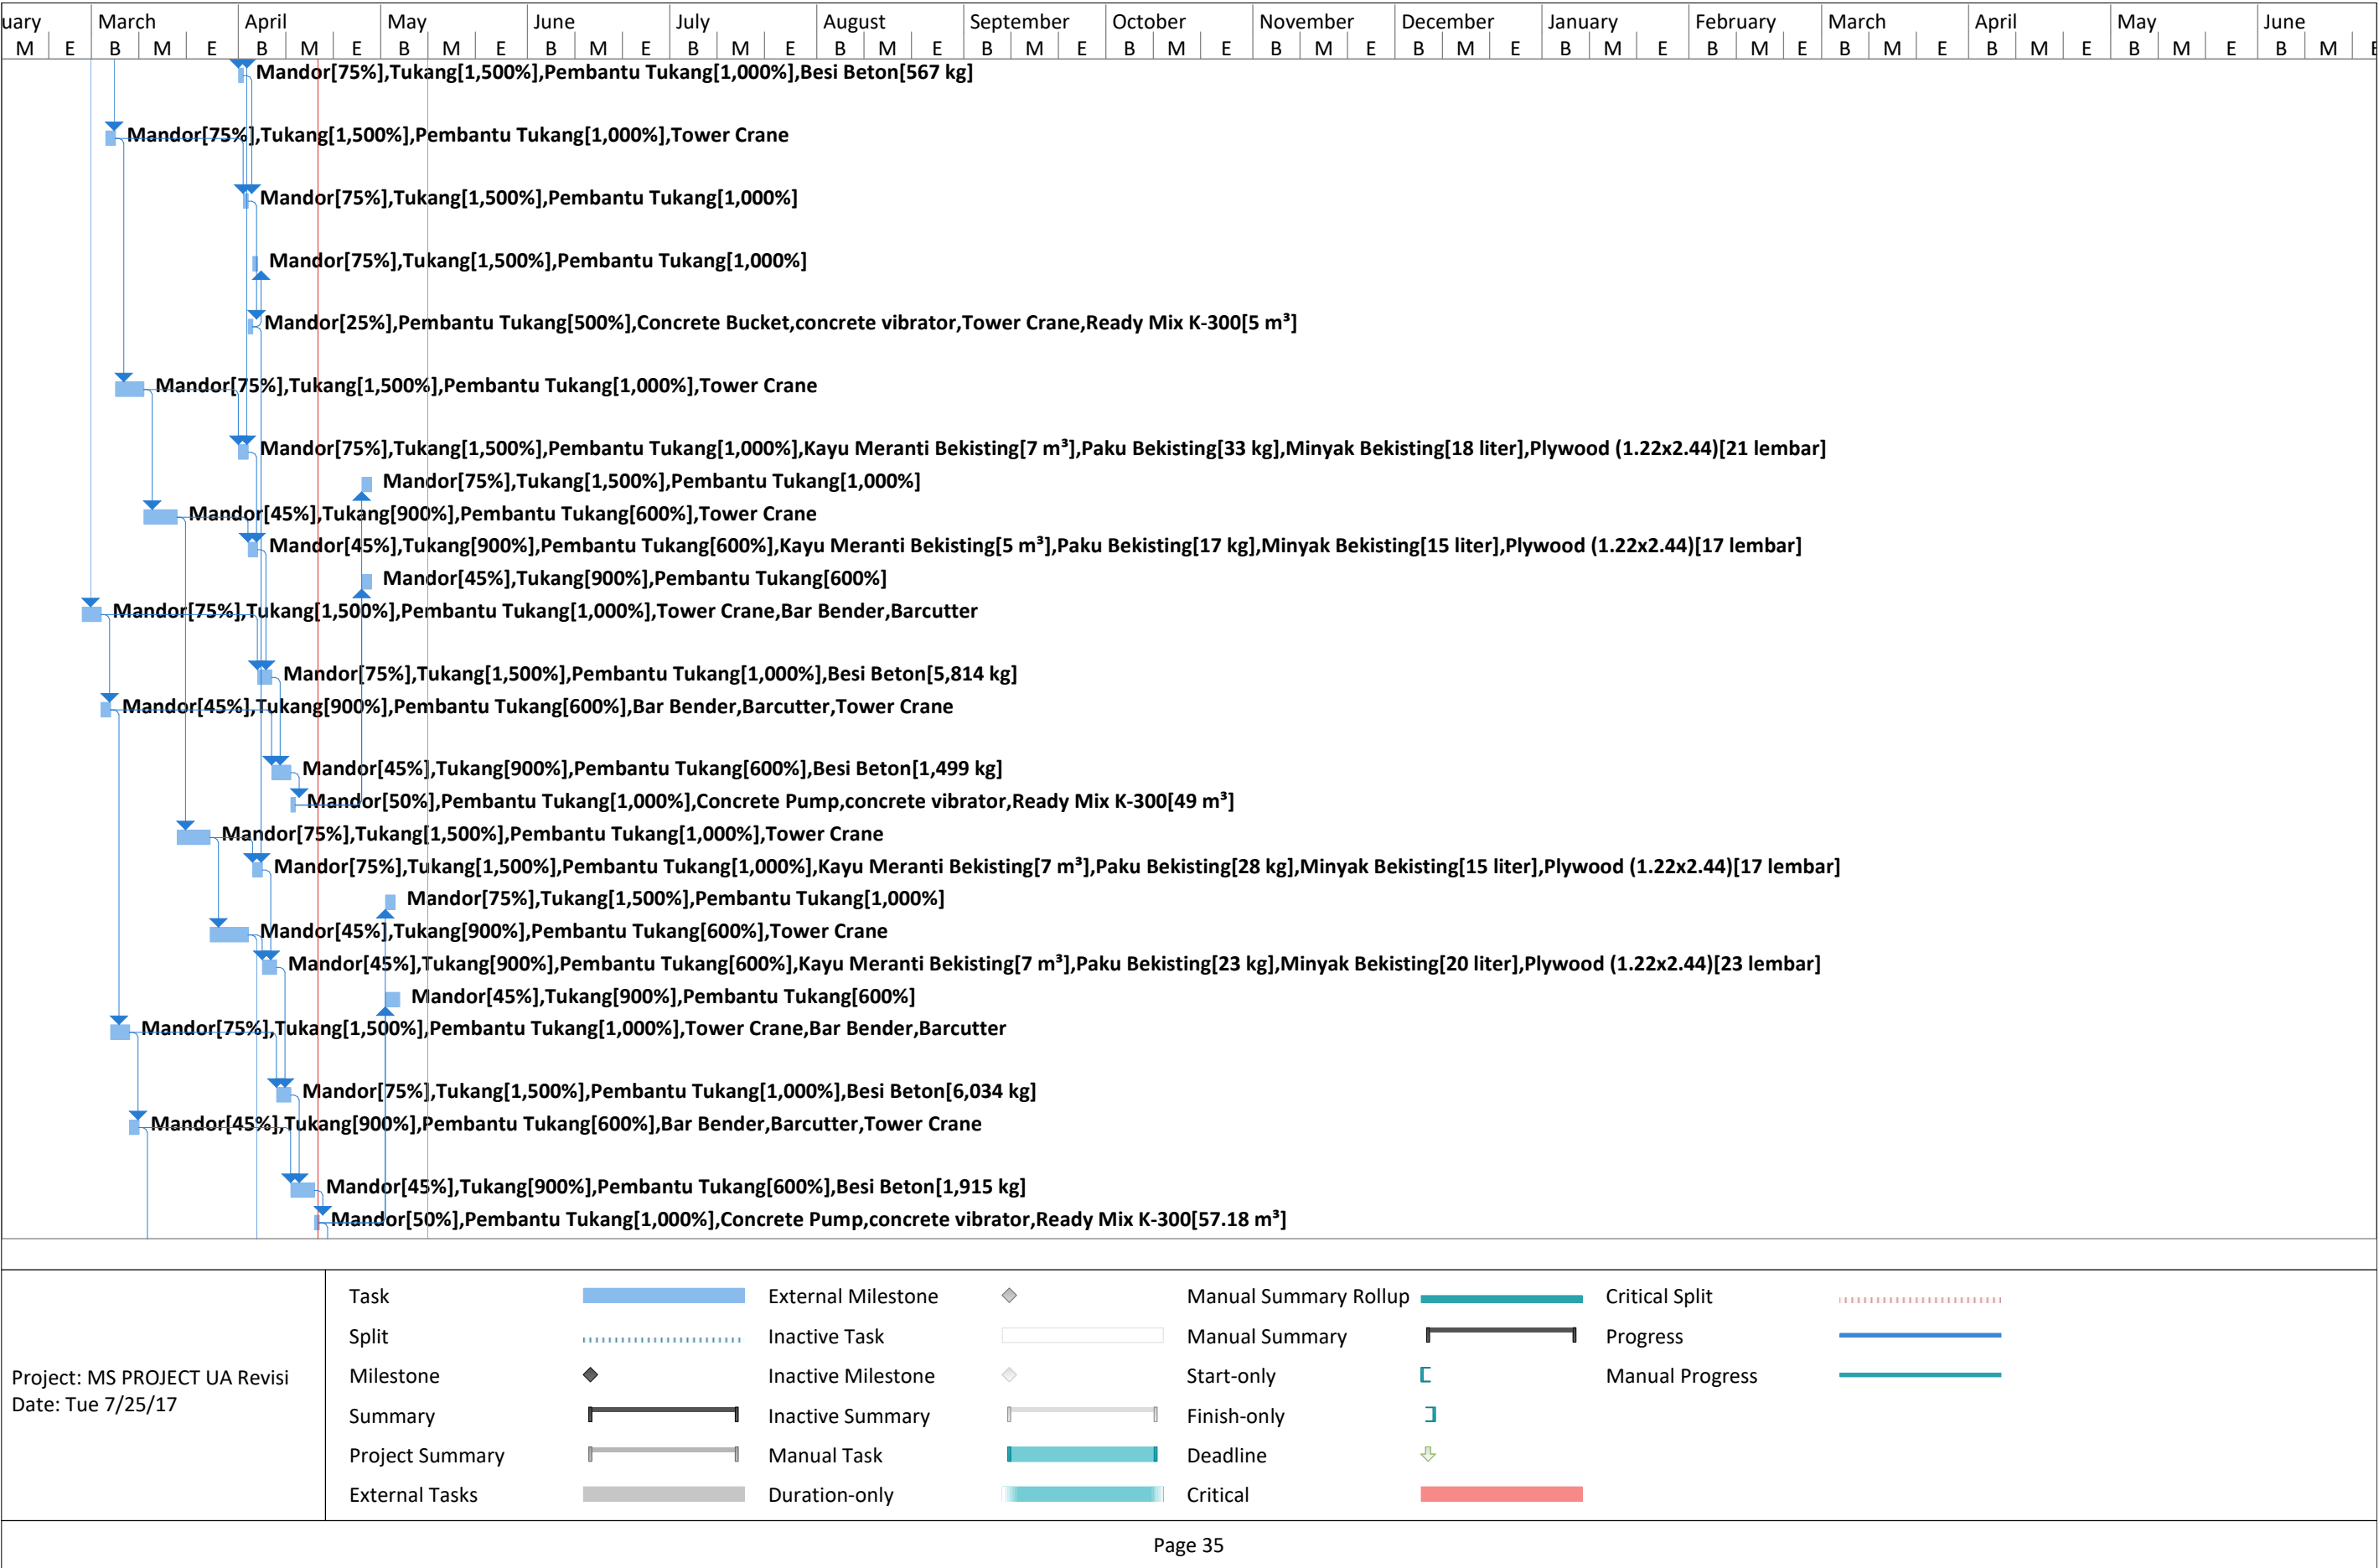 uary March April May June July August September October November December January February March April May June
M E B M E B M E B M E B M E B M E B M E B M E B M E B M E B M E B M E B M E B M E B M E B M E B M E
Mandor[75%],Tukang[1,500%],Pembantu Tukang[1,000%],Besi Beton[567 kg]
Mandor[75%],Tukang[1,500%],Pembantu Tukang[1,000%],Tower Crane
Mandor[75%],Tukang[1,500%],Pembantu Tukang[1,000%]
Mandor[75%],Tukang[1,500%],Pembantu Tukang[1,000%]
Mandor[25%],Pembantu Tukang[500%],Concrete Bucket,concrete vibrator,Tower Crane,Ready Mix K-300[5 m³]
Mandor[75%],Tukang[1,500%],Pembantu Tukang[1,000%],Tower Crane
Mandor[75%],Tukang[1,500%],Pembantu Tukang[1,000%],Kayu Meranti Bekisting[7 m³],Paku Bekisting[33 kg],Minyak Bekisting[18 liter],Plywood (1.22x2.44)[21 lembar]
Mandor[75%],Tukang[1,500%],Pembantu Tukang[1,000%]
Mandor[45%],Tukang[900%],Pembantu Tukang[600%],Tower Crane
Mandor[45%],Tukang[900%],Pembantu Tukang[600%],Kayu Meranti Bekisting[5 m³],Paku Bekisting[17 kg],Minyak Bekisting[15 liter],Plywood (1.22x2.44)[17 lembar]
Mandor[45%],Tukang[900%],Pembantu Tukang[600%]
Mandor[75%],Tukang[1,500%],Pembantu Tukang[1,000%],Tower Crane,Bar Bender,Barcutter
Mandor[75%],Tukang[1,500%],Pembantu Tukang[1,000%],Besi Beton[5,814 kg]
Mandor[45%],Tukang[900%],Pembantu Tukang[600%],Bar Bender,Barcutter,Tower Crane
Mandor[45%],Tukang[900%],Pembantu Tukang[600%],Besi Beton[1,499 kg]
Mandor[50%],Pembantu Tukang[1,000%],Concrete Pump,concrete vibrator,Ready Mix K-300[49 m³]
Mandor[75%],Tukang[1,500%],Pembantu Tukang[1,000%],Tower Crane
Mandor[75%],Tukang[1,500%],Pembantu Tukang[1,000%],Kayu Meranti Bekisting[7 m³],Paku Bekisting[28 kg],Minyak Bekisting[15 liter],Plywood (1.22x2.44)[17 lembar]
Mandor[75%],Tukang[1,500%],Pembantu Tukang[1,000%]
Mandor[45%],Tukang[900%],Pembantu Tukang[600%],Tower Crane
Mandor[45%],Tukang[900%],Pembantu Tukang[600%],Kayu Meranti Bekisting[7 m³],Paku Bekisting[23 kg],Minyak Bekisting[20 liter],Plywood (1.22x2.44)[23 lembar]
Mandor[45%],Tukang[900%],Pembantu Tukang[600%]
Mandor[75%],Tukang[1,500%],Pembantu Tukang[1,000%],Tower Crane,Bar Bender,Barcutter
Mandor[75%],Tukang[1,500%],Pembantu Tukang[1,000%],Besi Beton[6,034 kg]
Mandor[45%],Tukang[900%],Pembantu Tukang[600%],Bar Bender,Barcutter,Tower Crane
Mandor[45%],Tukang[900%],Pembantu Tukang[600%],Besi Beton[1,915 kg]
Mandor[50%],Pembantu Tukang[1,000%],Concrete Pump,concrete vibrator,Ready Mix K-300[57.18 m³]
Project: MS PROJECT UA Revisi
Date: Tue 7/25/17
Task
Split
Milestone
Summary
Project Summary
External Tasks
External Milestone
Inactive Task
Inactive Milestone
Inactive Summary
Manual Task
Duration-only
Manual Summary Rollup
Manual Summary
Start-only
Finish-only
Deadline
Critical
Critical Split
Progress
Manual Progress
Page 35